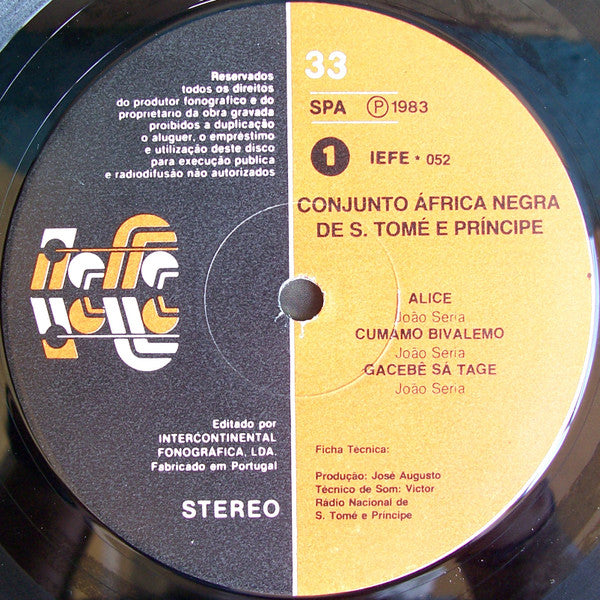 Reservados
todos os direitos
do produtor fonografico e do
proprietario da obra gravada
proibidos a duplicação
o aluguer, o empréstimo
e utilização deste disco
para execução publica
e radiodifusão não autorizados
Editado por
INTERCONTINENTAL
FONOGRÁFICA, LDA.
Fabricado em Portugal
STEREO
33
SPA Ⓟ 1983
1 IEFE * 052
CONJUNTO ÁFRICA NEGRA
DE S. TOMÉ E PRÍNCIPE
ALICE
João Seria
CUMAMO BIVALEMO
João Seria
GACEBÊ SÁ TAGE
João Seria
Ficha Técnica:
Produção: José Augusto
Técnico de Som: Victor
Rádio Nacional de
S. Tomé e Príncipe